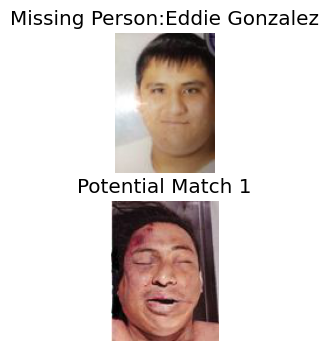 Missing Person:Eddie Gonzalez
Potential Match 1